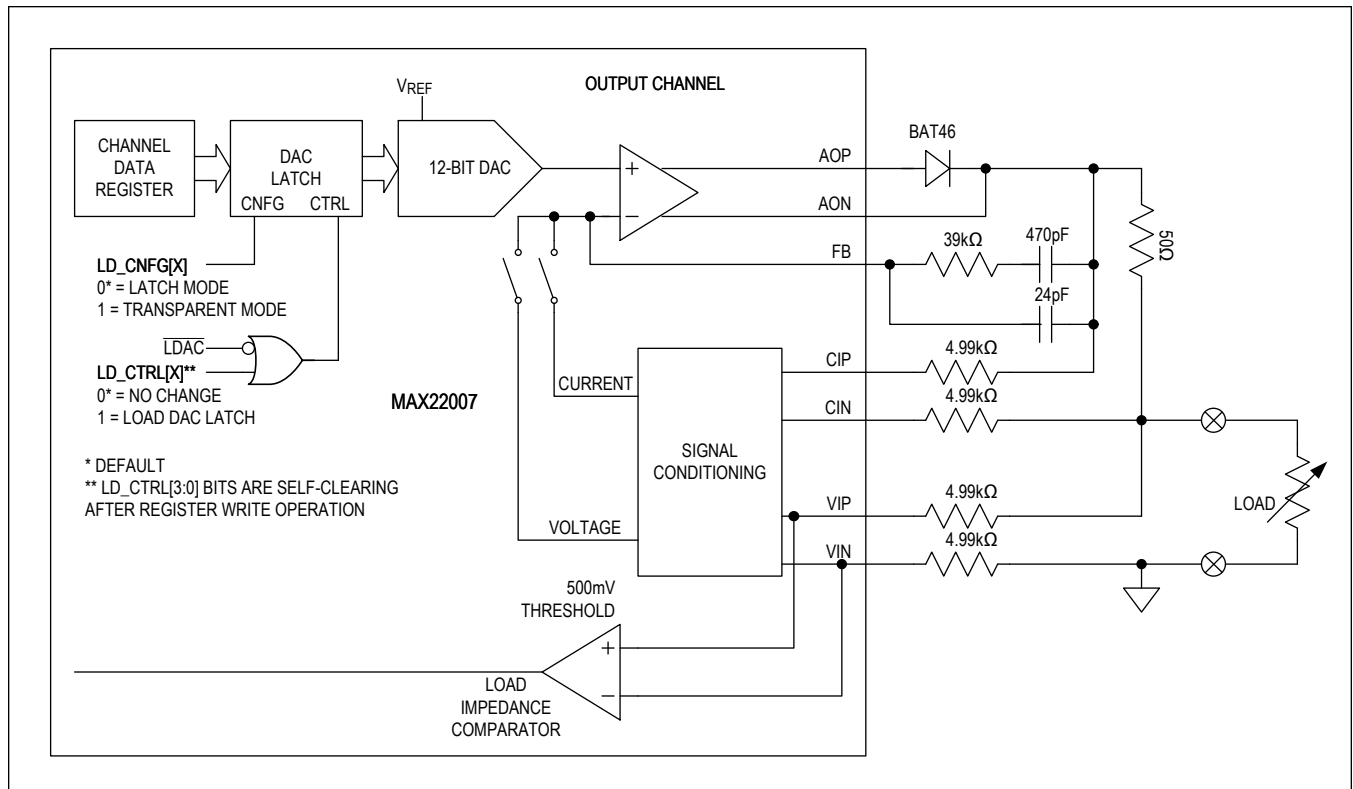 OUTPUT CHANNEL
VREF
CHANNEL
DATA
REGISTER
DAC
LATCH
CNFG CTRL
12-BIT DAC
+
−
AOP
AON
FB
BAT46
39kΩ
470pF
24pF
50Ω
LD_CNFG[X]
0* = LATCH MODE
1 = TRANSPARENT MODE
LDAC
LD_CTRL[X]**
0* = NO CHANGE
1 = LOAD DAC LATCH
MAX22007
* DEFAULT
** LD_CTRL[3:0] BITS ARE SELF-CLEARING
AFTER REGISTER WRITE OPERATION
CURRENT
VOLTAGE
SIGNAL
CONDITIONING
CIP
4.99kΩ
CIN
4.99kΩ
VIP
4.99kΩ
VIN
4.99kΩ
LOAD
500mV
THRESHOLD
+
−
LOAD
IMPEDANCE
COMPARATOR